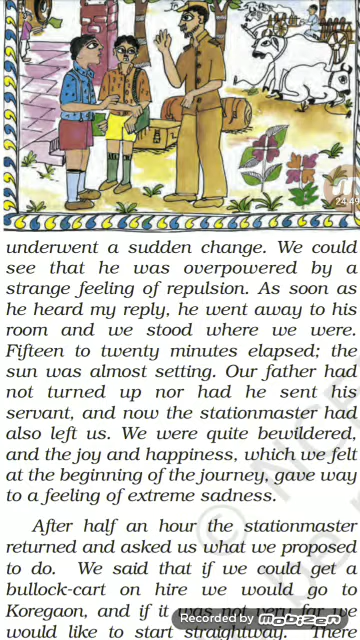 24:49
underwent a sudden change. We could
see that he was overpowered by a
strange feeling of repulsion. As soon as
he heard my reply, he went away to his
room and we stood where we were.
Fifteen to twenty minutes elapsed; the
sun was almost setting. Our father had
not turned up nor had he sent his
servant, and now the stationmaster had
also left us. We were quite bewildered,
and the joy and happiness, which we felt
at the beginning of the journey, gave way
to a feeling of extreme sadness.
After half an hour the stationmaster
returned and asked us what we proposed
to do. We said that if we could get a
bullock-cart on hire we would go to
Koregaon, and if it was not very far we
would like to start straightway. The
Recorded by mobizen